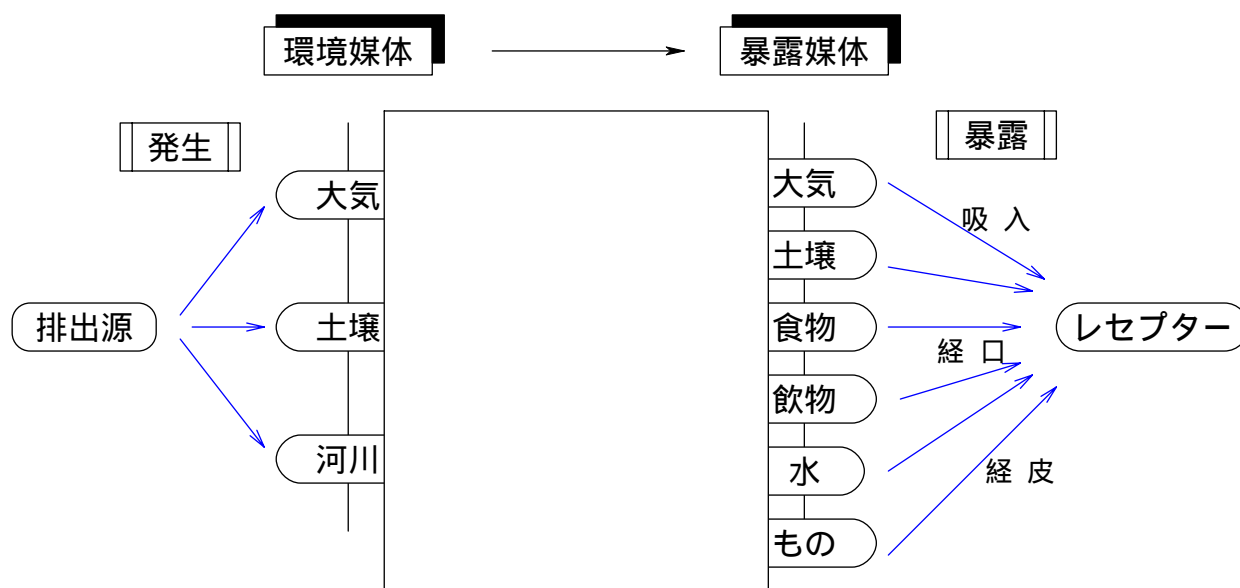 環境媒体
暴露媒体
発生
暴露
大気
土壌
河川
排出源
大気
土壌
食物
飲物
水
もの
吸 入
経 口
経 皮
レセプター